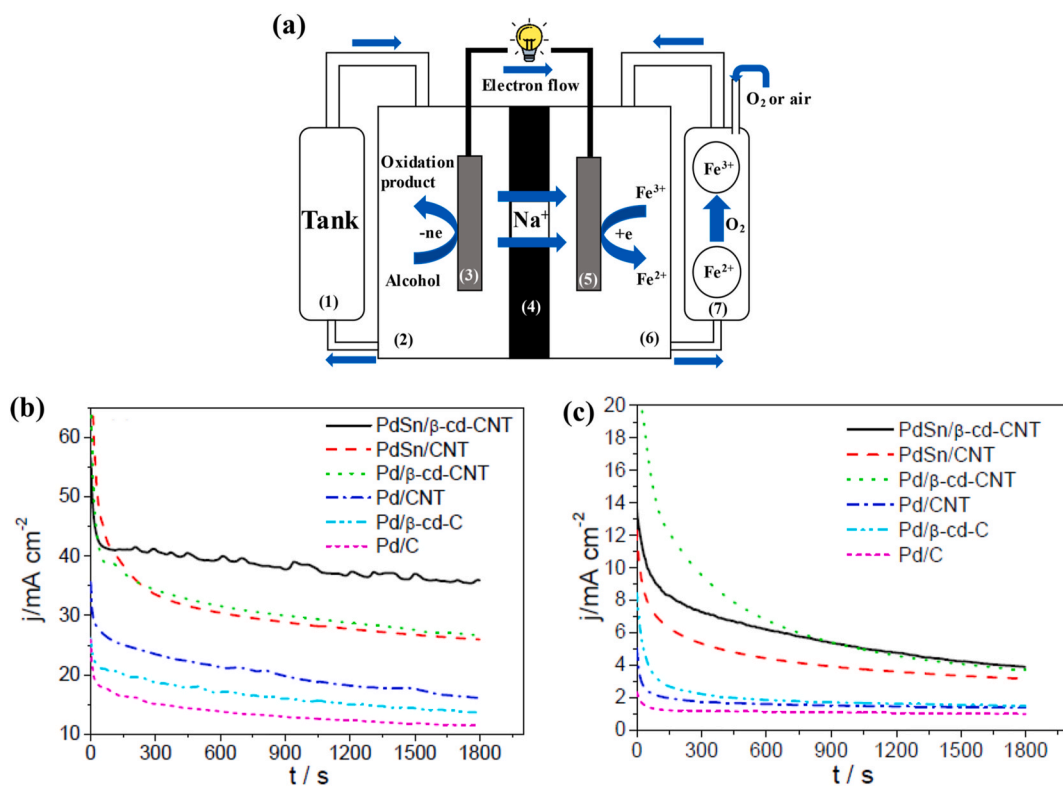 (a)
Electron flow
O₂ or air
Oxidation
product
-ne
Alcohol
Tank
Na⁺
Fe³⁺
+e
Fe²⁺
Fe³⁺
O₂
Fe²⁺
(1)
(2)
(3)
(4)
(5)
(6)
(7)
(b)
PdSn/β-cd-CNT
PdSn/CNT
Pd/β-cd-CNT
Pd/CNT
Pd/β-cd-C
Pd/C
j/mA cm⁻²
60
50
40
30
20
10
0 300 600 900 1200 1500 1800
t / s
(c)
PdSn/β-cd-CNT
PdSn/CNT
Pd/β-cd-CNT
Pd/CNT
Pd/β-cd-C
Pd/C
j/mA cm⁻²
20
18
16
14
12
10
8
6
4
2
0
0 300 600 900 1200 1500 1800
t / s